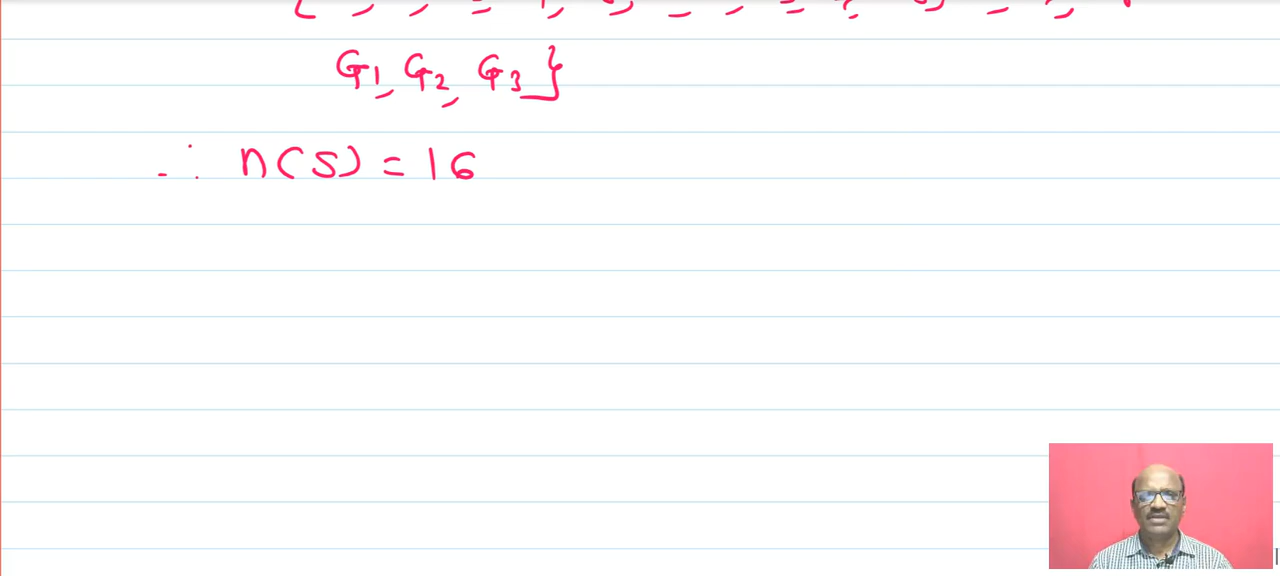 G1, G2, G3}
∴ n(S) = 16